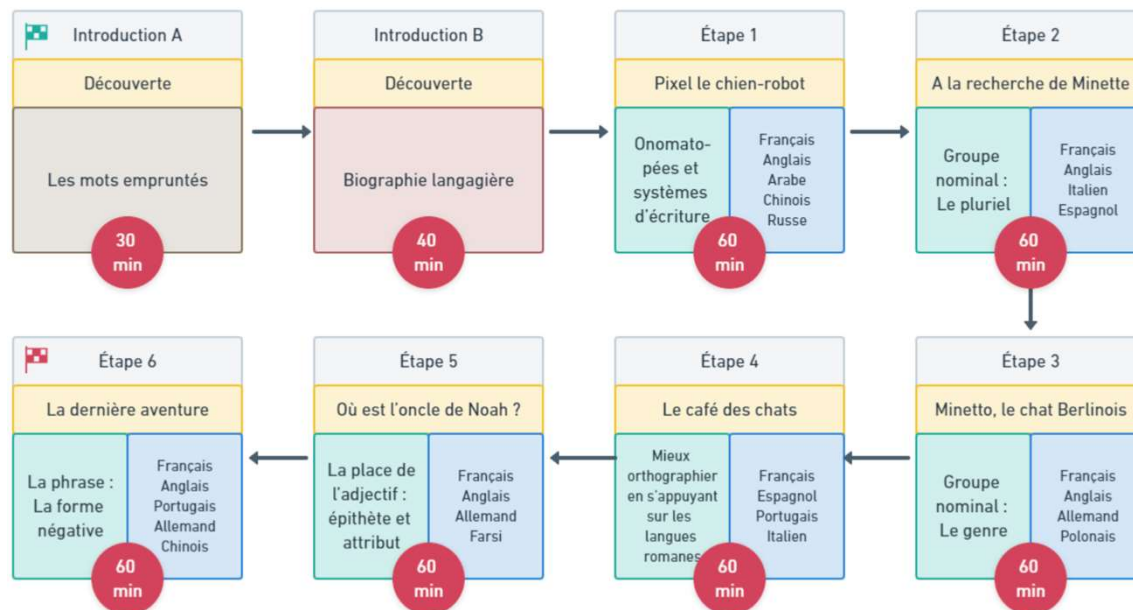 Introduction A
Découverte
Les mots empruntés
30
min
Introduction B
Découverte
Biographie langagière
40
min
Étape 1
Pixel le chien-robot
Onomato-
pées et
systèmes
d'écriture
Français
Anglais
Arabe
Chinois
Russe
60
min
Étape 2
A la recherche de Minette
Groupe
nominal :
Le pluriel
Français
Anglais
Italien
Espagnol
60
min
Étape 3
Minetto, le chat Berlinois
Groupe
nominal :
Le genre
Français
Anglais
Allemand
Polonais
60
min
Étape 4
Le café des chats
Mieux
orthographier
en s'appuyant
sur les
langues
romanes
Français
Espagnol
Portugais
Italien
60
min
Étape 5
Où est l'oncle de Noah ?
La place de
l'adjectif :
épithète et
attribut
Français
Anglais
Allemand
Farsi
60
min
Étape 6
La dernière aventure
La phrase :
La forme
négative
Français
Anglais
Portugais
Allemand
Chinois
60
min